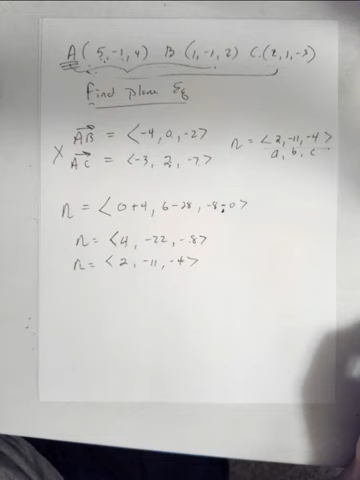 A(5,-1,4) B(1,-1,2) C.(2,1,-3)
Find plane Eq
AB = <-4, 0, -2>
X AC = <-3, 2, -7>
n = <2, -11, -4>
a, b, c
n = <0+4, 6-28, -8-0>
n = <4, -22, -8>
n = <2, -11, -4>